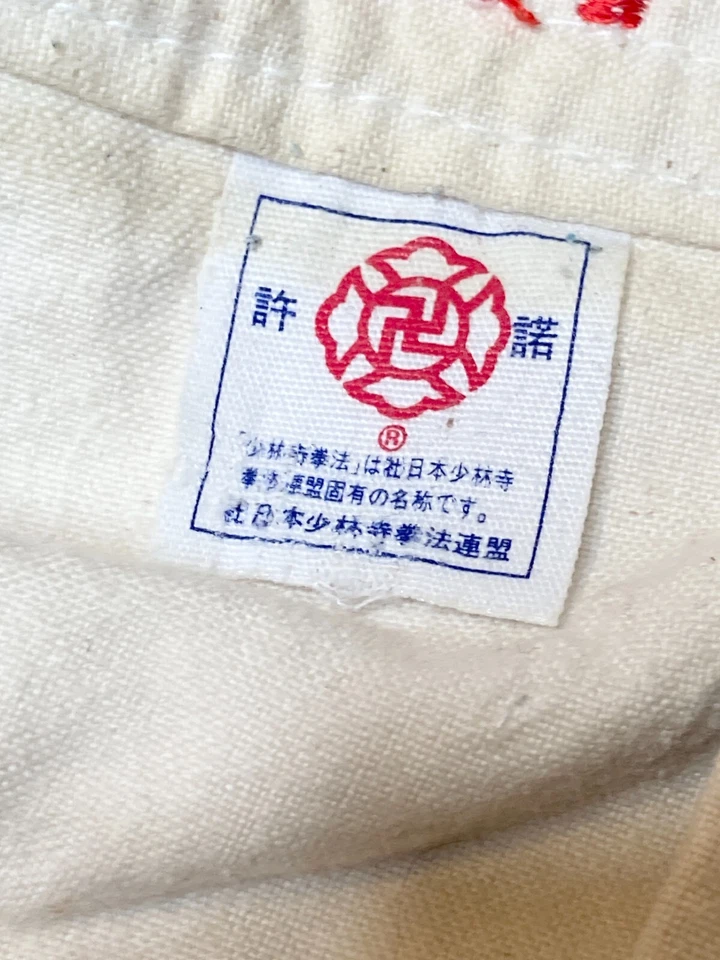 許 諾
®
「少林寺拳法」は社日本少林寺
拳法連盟固有の名称です。
社日本少林寺拳法連盟